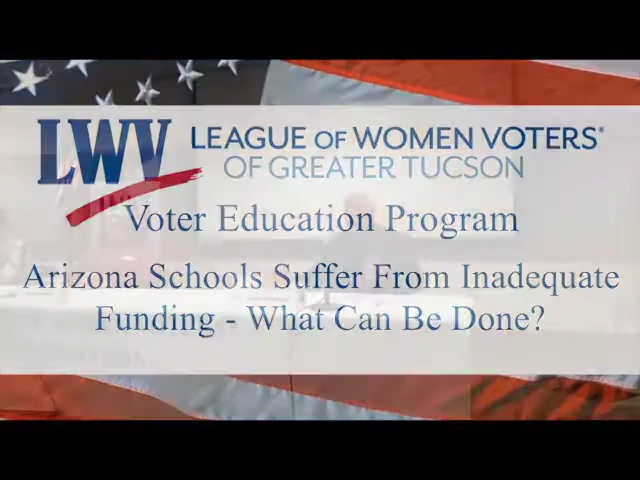 LWV LEAGUE OF WOMEN VOTERS®
OF GREATER TUCSON
Voter Education Program
Arizona Schools Suffer From Inadequate
Funding - What Can Be Done?